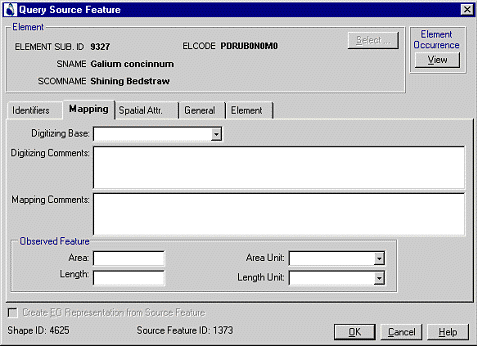 Query Source Feature
Element
ELEMENT SUB. ID 9327 ELCODE PDRUB0N0M0 Select ...
SNAME Galium concinnum
SCOMNAME Shining Bedstraw
Element
Occurrence
View
Identifiers Mapping Spatial Attr. General Element
Digitizing Base:
Digitizing Comments:
Mapping Comments:
Observed Feature
Area: Area Unit:
Length: Length Unit:
Create EO Representation from Source Feature
Shape ID: 4625 Source Feature ID: 1373 OK Cancel Help